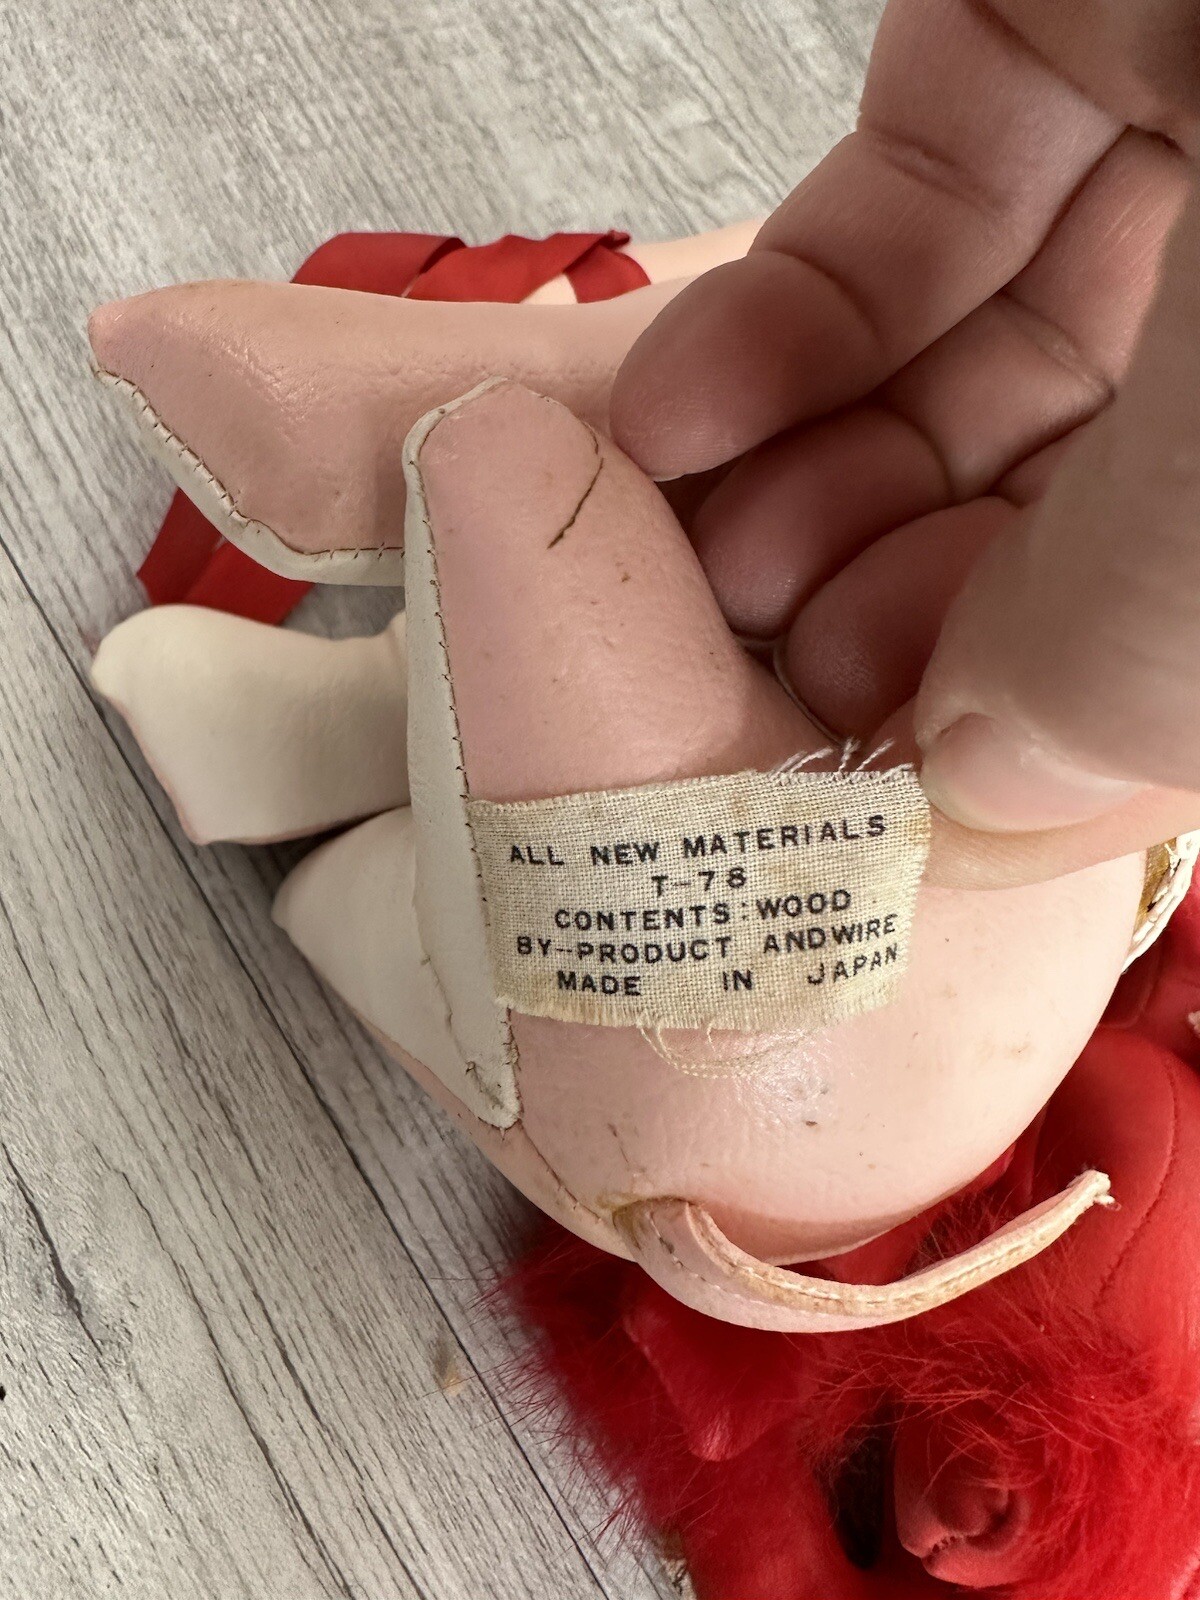 ALL NEW MATERIALS
T-78
CONTENTS:WOOD
BY-PRODUCT ANDWIRE
MADE IN JAPAN